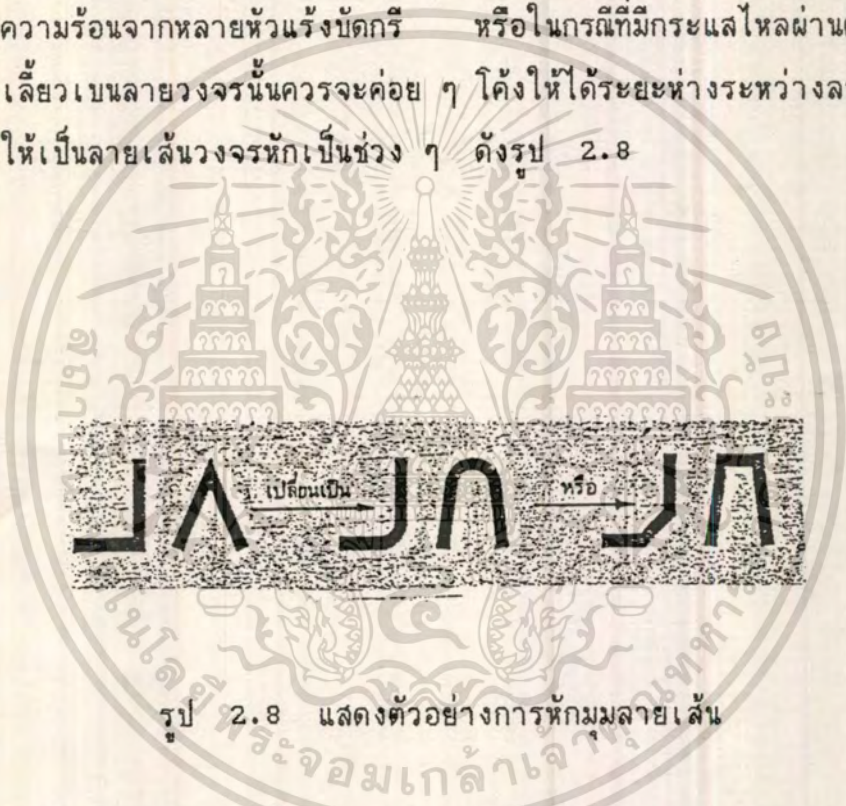 ความร้อนจากหลายหัวแร้งบัดกรี หรือในกรณีที่มีกระแสไหลผ่าน
เลี้ยวเบนลายวงจรนั้นควรจะค่อย ๆ โค้งให้ได้ระยะห่างระหว่าง
ให้เป็นลายเส้นวงจรหักเป็นช่วง ๆ ดังรูป 2.8
เปลี่ยนเป็น หรือ
รูป 2.8 แสดงตัวอย่างการหักมุมลายเส้น